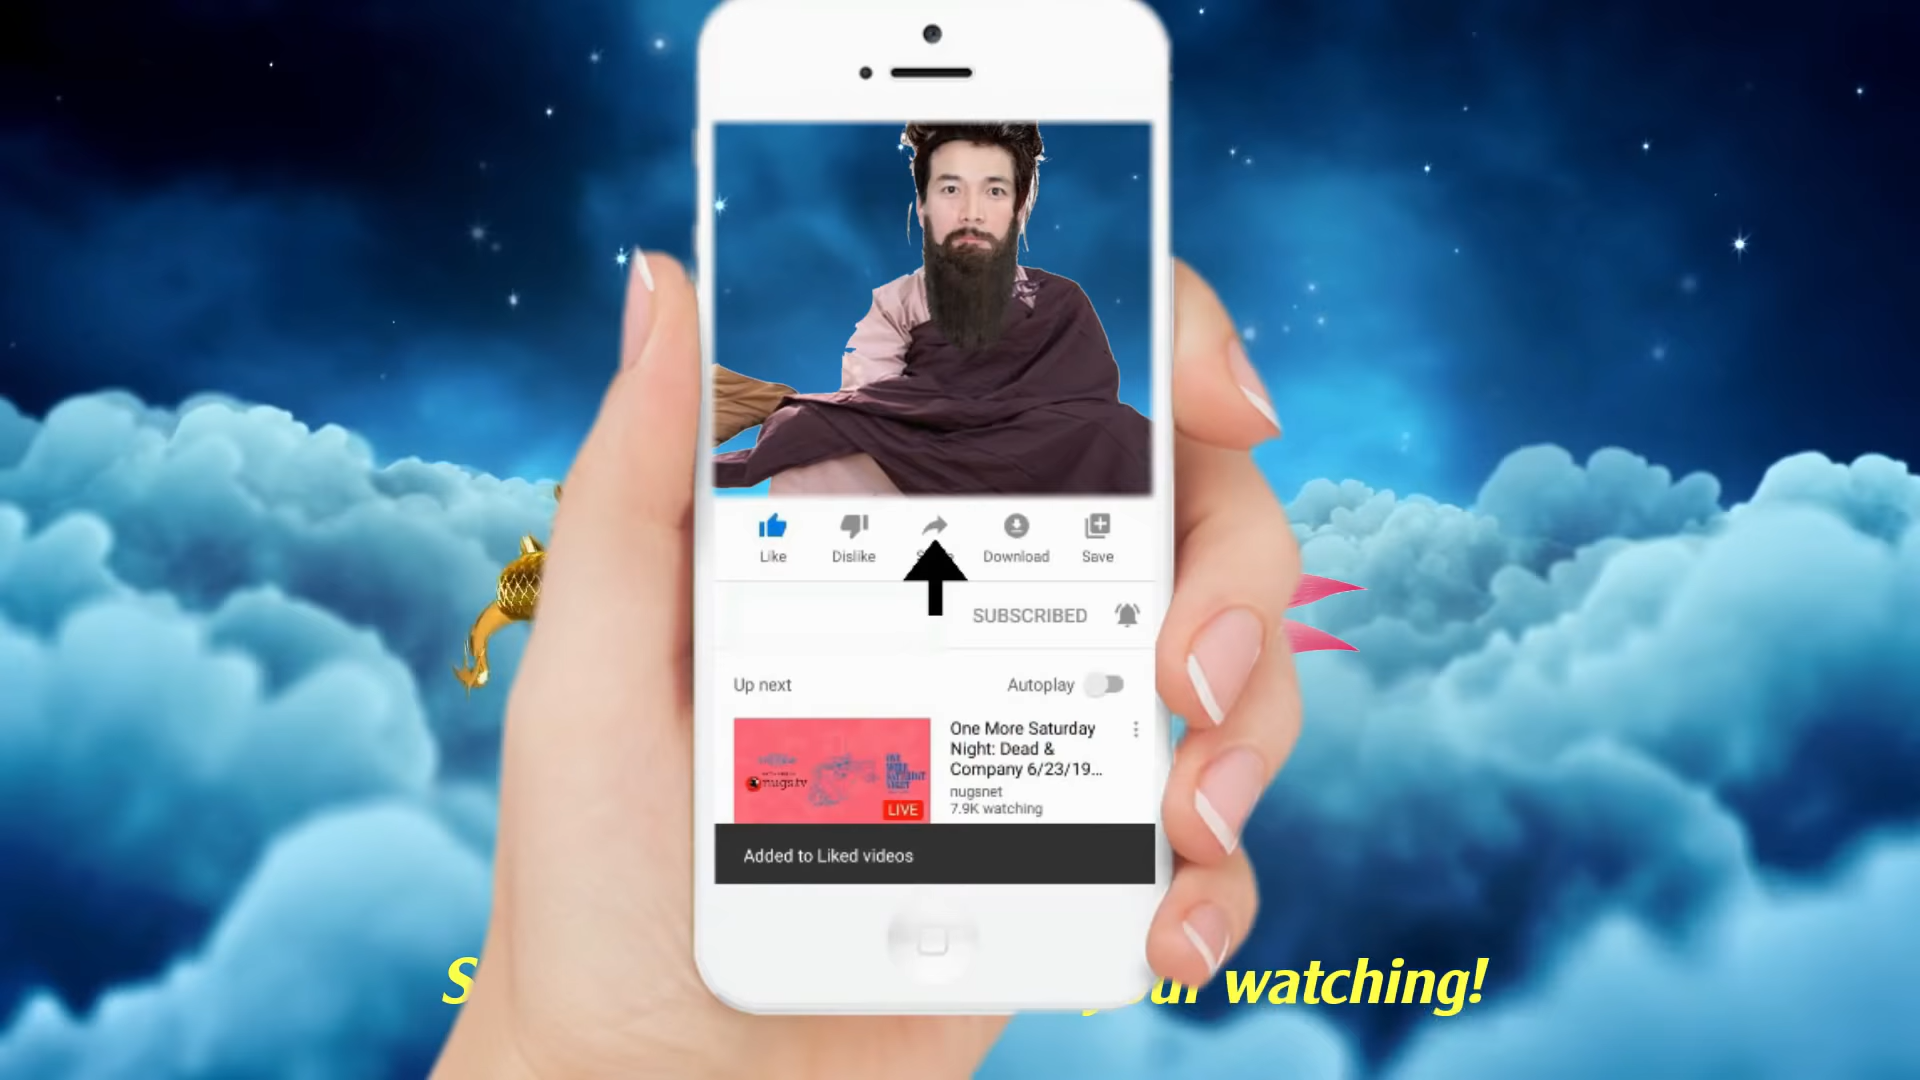 Like Dislike Download Save
SUBSCRIBED
Up next Autoplay
One More Saturday
Night: Dead &
Company 6/23/19...
nugsnet
7.9K watching
nugs.tv
LIVE
Added to Liked videos
watching!